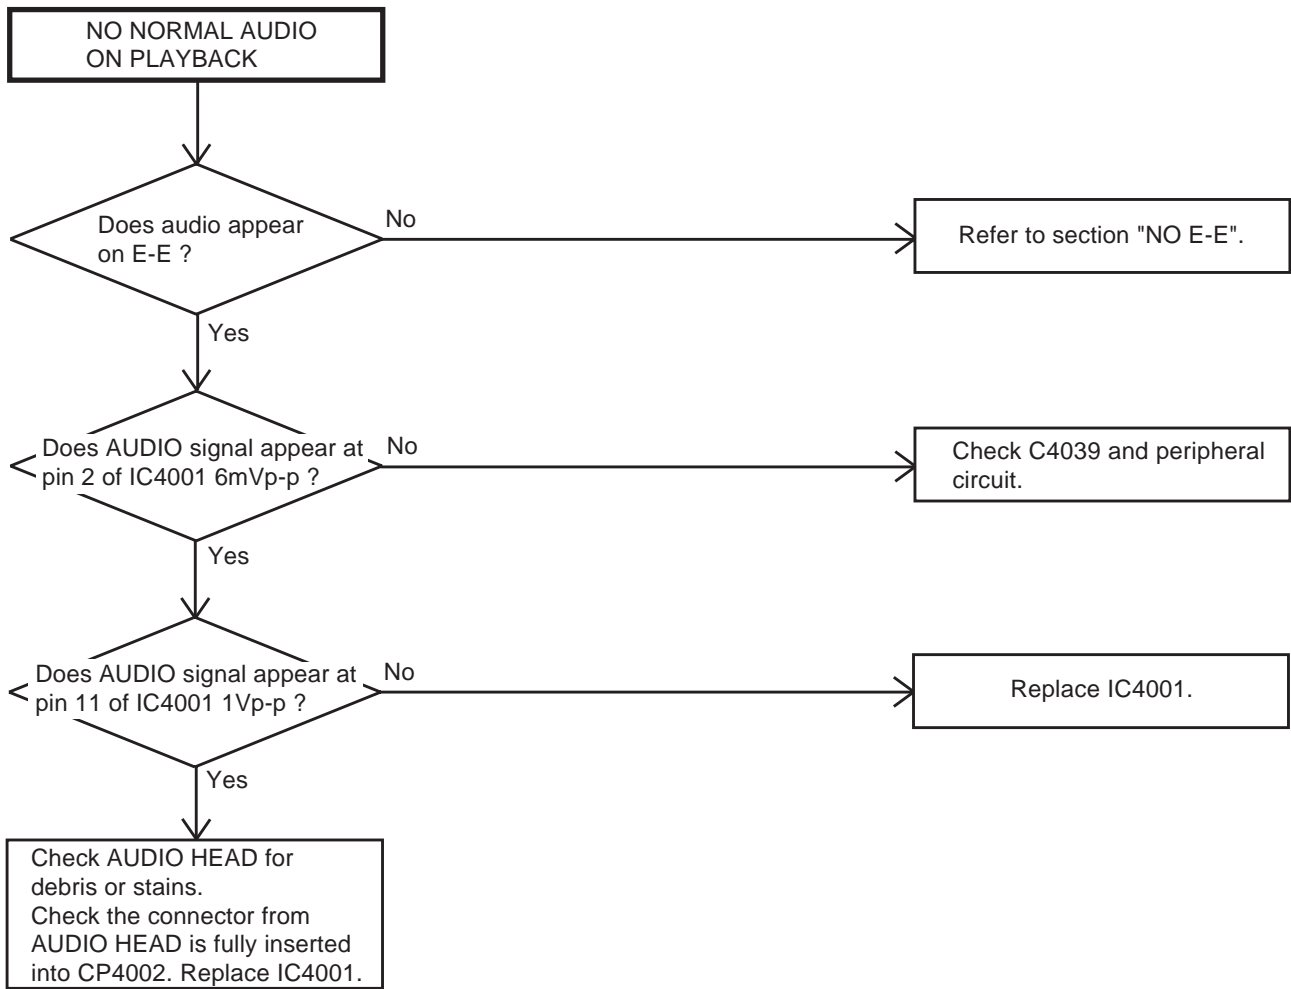 NO NORMAL AUDIO
ON PLAYBACK
Does audio appear
on E-E ?
No
Refer to section "NO E-E".
Yes
Does AUDIO signal appear at
pin 2 of IC4001 6mVp-p ?
No
Check C4039 and peripheral
circuit.
Yes
Does AUDIO signal appear at
pin 11 of IC4001 1Vp-p ?
No
Replace IC4001.
Yes
Check AUDIO HEAD for
debris or stains.
Check the connector from
AUDIO HEAD is fully inserted
into CP4002. Replace IC4001.